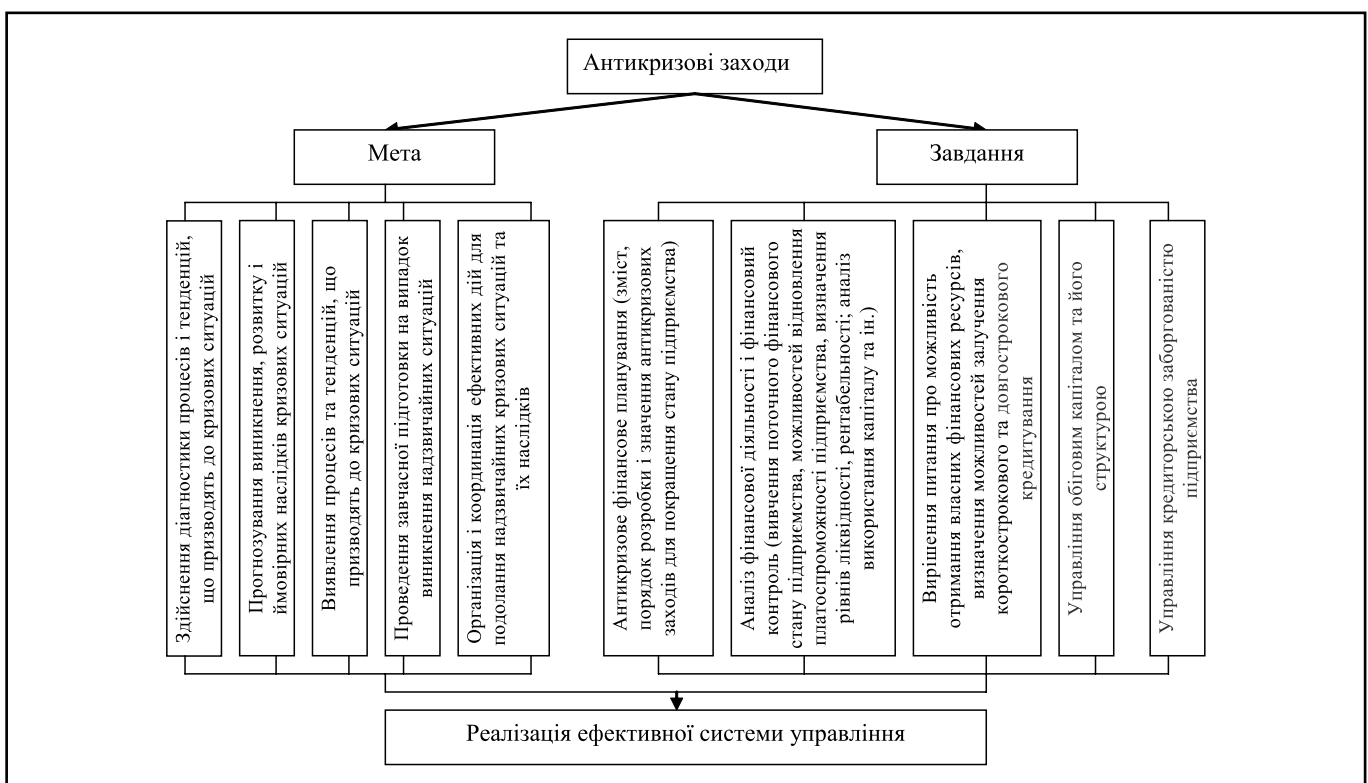 Антикризові заходи
Мета
Завдання
Здійснення діагностики процесів і тенденцій,
що призводять до кризових ситуацій
Прогнозування виникнення, розвитку і
ймовірних наслідків кризових ситуацій
Виявлення процесів та тенденцій, що
призводять до кризових ситуацій
Проведення завчасної підготовки на випадок
виникнення надзвичайних ситуацій
Організація і координація ефективних дій для
подолання надзвичайних кризових ситуацій та
їх наслідків
Антикризове фінансове планування (зміст,
порядок розробки і значення антикризових
заходів для покращення стану підприємства)
Аналіз фінансової діяльності і фінансовий
контроль (вивчення поточного фінансового
стану підприємства, можливостей відновлення
платоспроможності підприємства, визначення
рівнів ліквідності, рентабельності; аналіз
використання капіталу та ін.)
Вирішення питання про можливість
отримання власних фінансових ресурсів,
визначення можливостей залучення
короткострокового та довгострокового
кредитування
Управління обіговим капіталом та його
структурою
Управління кредиторською заборгованістю
підприємства
Реалізація ефективної системи управління